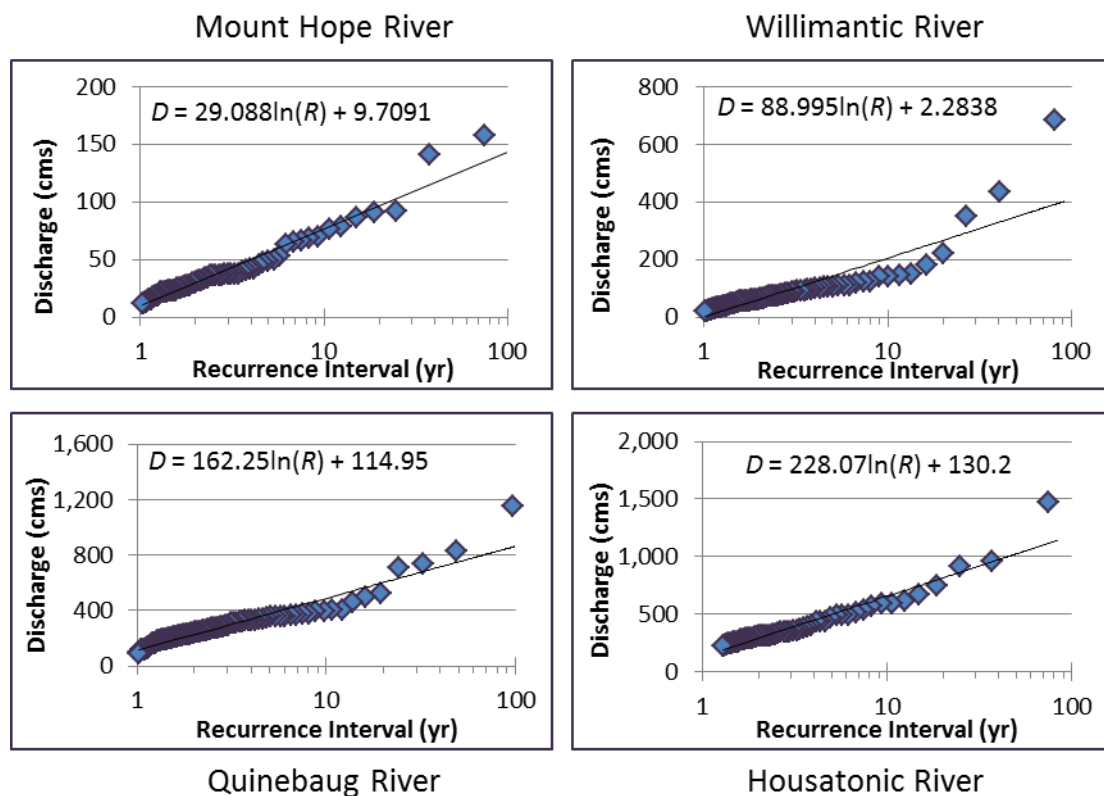 Mount Hope River
Willimantic River
D = 29.088ln(R) + 9.7091
Discharge (cms)
200
150
100
50
0
1
10
100
Recurrence Interval (yr)
D = 88.995ln(R) + 2.2838
Discharge (cms)
800
600
400
200
0
1
10
100
Recurrence Interval (yr)
D = 162.25ln(R) + 114.95
Discharge (cms)
1,600
1,200
800
400
0
1
10
100
Recurrence Interval (yr)
D = 228.07ln(R) + 130.2
Discharge (cms)
2,000
1,500
1,000
500
0
1
10
100
Recurrence Interval (yr)
Quinebaug River
Housatonic River